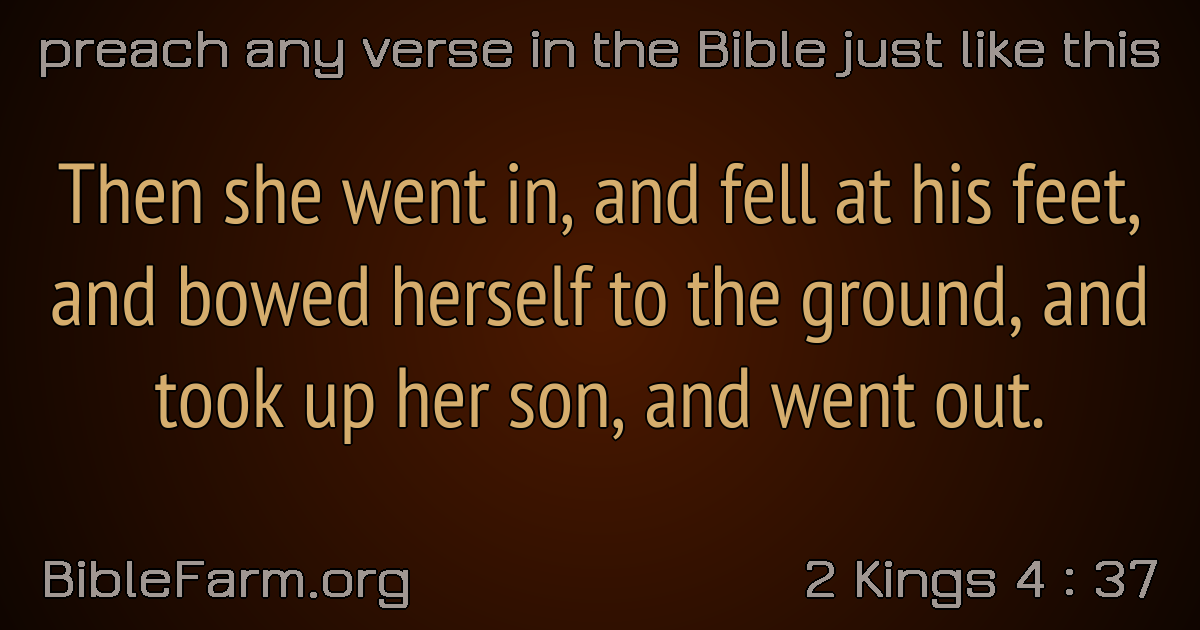 preach any verse in the Bible just like this
Then she went in, and fell at his feet,
and bowed herself to the ground, and
took up her son, and went out.
BibleFarm.org
2 Kings 4 : 37